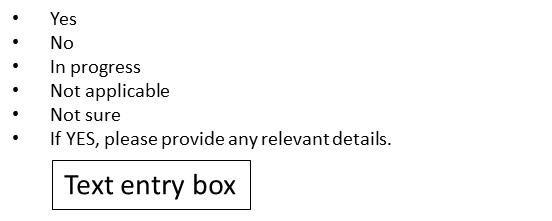 • Yes
• No
• In progress
• Not applicable
• Not sure
• If YES, please provide any relevant details.
Text entry box